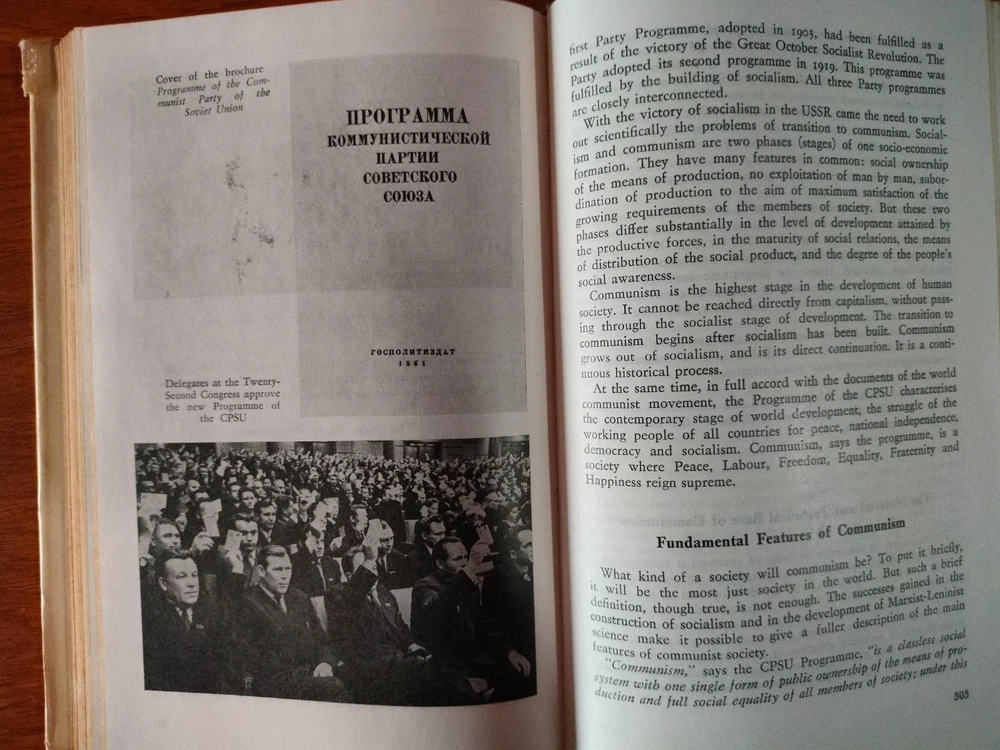 Cover of the brochure
Programme of the Com-
munist Party of the
Soviet Union
ПРОГРАММА
КОММУНИСТИЧЕСКОЙ
ПАРТИИ
СОВЕТСКОГО
СОЮЗА
ГОСПОЛИТИЗДАТ
1961
Delegates at the Twenty-
Second Congress approve
the new Programme of
the CPSU
first Party Programme, adopted in 1903, had been fulfilled as a
result of the victory of the Great October Socialist Revolution. The
Party adopted its second programme in 1919. This programme was
fulfilled by the building of socialism. All three Party programmes
are closely interconnected.
With the victory of socialism in the USSR came the need to work
out scientifically the problems of transition to communism. Social-
ism and communism are two phases (stages) of one socio-economic
formation. They have many features in common: social ownership
of the means of production, no exploitation of man by man, subor-
dination of production to the aim of maximum satisfaction of the
growing requirements of the members of society. But these two
phases differ substantially in the level of development attained by
the productive forces, in the maturity of social relations, the means
of distribution of the social product, and the degree of the people's
social awareness.
Communism is the highest stage in the development of human
society. It cannot be reached directly from capitalism, without pass-
ing through the socialist stage of development. The transition to
communism begins after socialism has been built. Communism
grows out of socialism, and is its direct continuation. It is a conti-
nuous historical process.
At the same time, in full accord with the documents of the world
communist movement, the Programme of the CPSU characterises
the contemporary stage of world development, the struggle of the
working people of all countries for peace, national independence,
democracy and socialism. Communism, says the programme, is a
society where Peace, Labour, Freedom, Equality, Fraternity and
Happiness reign supreme.
Fundamental Features of Communism
What kind of a society will communism be? To put it briefly,
it will be the most just society in the world. But such a brief
definition, though true, is not enough. The successes gained in the
construction of socialism and in the development of Marxist-Leninist
science make it possible to give a fuller description of the main
features of communist society.
"Communism," says the CPSU Programme, "is a classless social
system with one single form of public ownership of the means of pro-
duction and full social equality of all members of society; under this
303